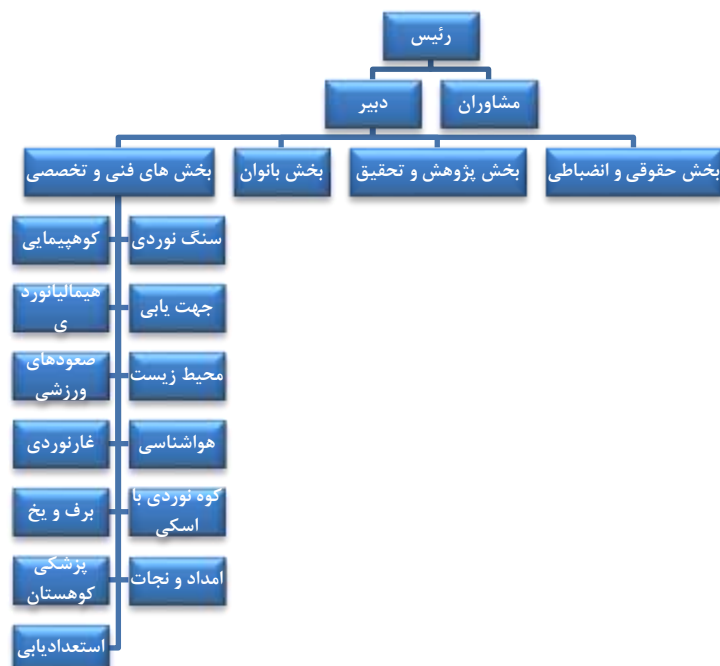 رئیس
مشاوران
دبیر
بخش حقوقی و انضباطی
بخش پژوهش و تحقیق
بخش بانوان
بخش های فنی و تخصصی
سنگ نوردی
کوهپیمایی
جهت یابی
هیمالیانورد
ی
محیط زیست
صعودهای
ورزشی
هواشناسی
غارنوردی
کوه نوردی با
اسکی
برف و یخ
امداد و نجات
پزشکی
کوهستان
استعدادیابی